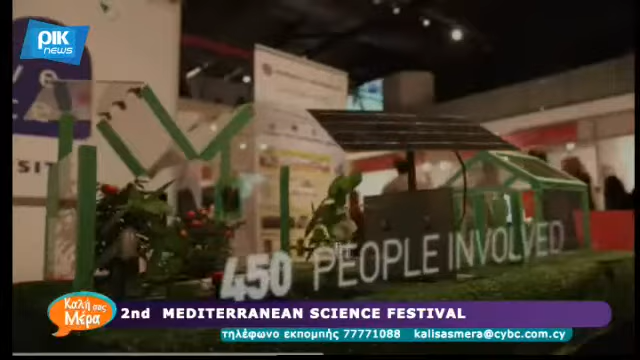 ρικ
news
SIT
450 PEOPLE INVOLVED
Καλή σας
Μέρα
2nd MEDITERRANEAN SCIENCE FESTIVAL
τηλέφωνο εκπομπής 77771088 kalisasmera@cybc.com.cy